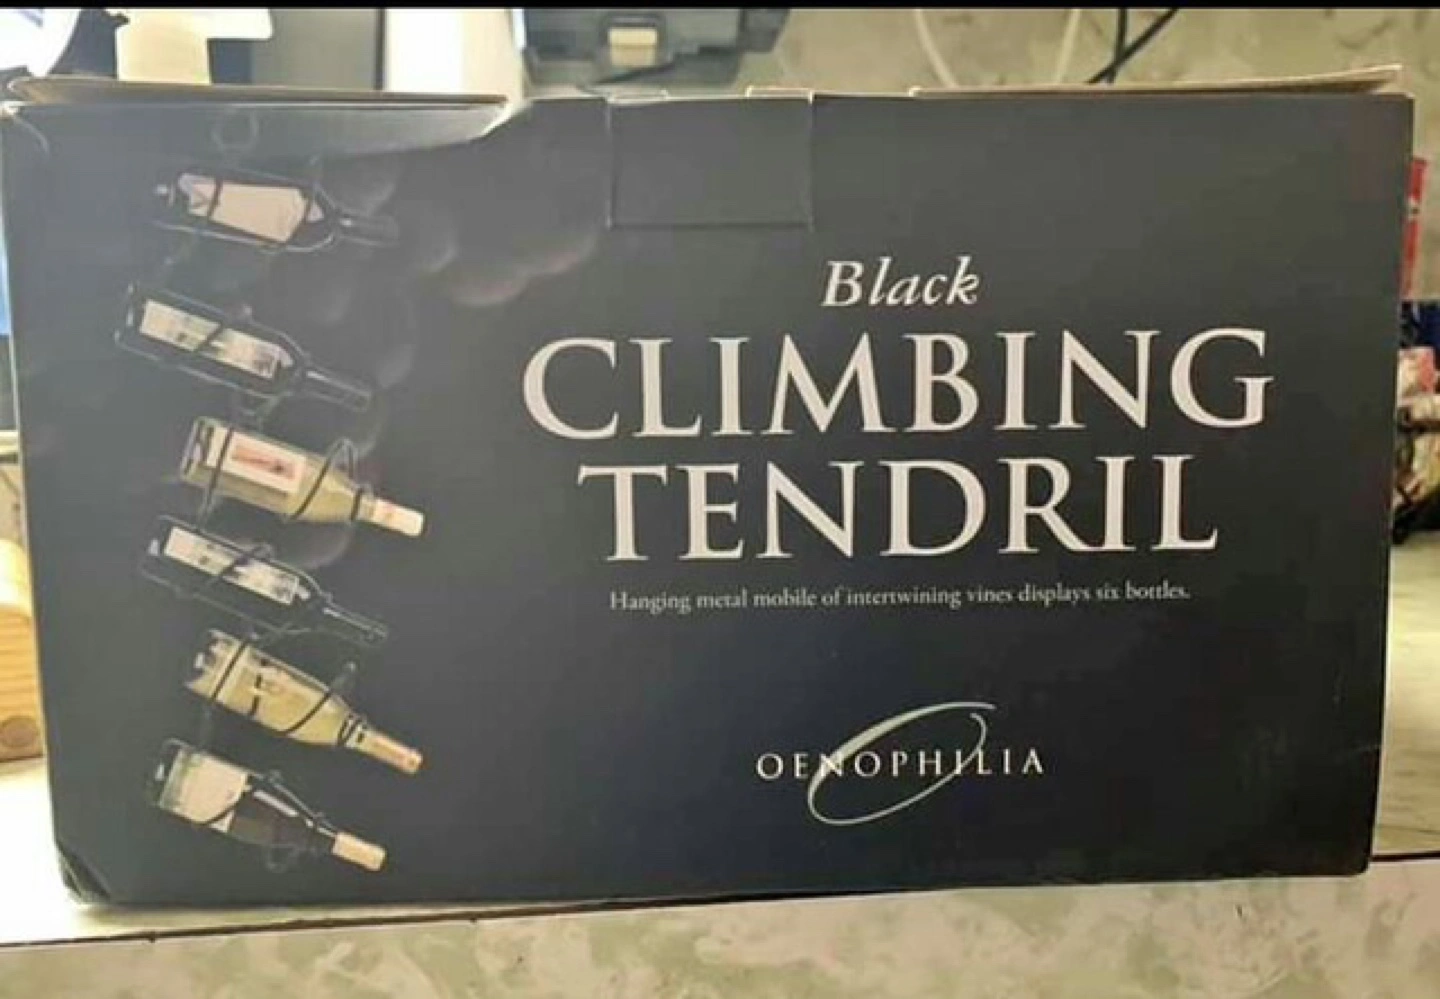 Black
CLIMBING
TENDRIL
Hanging metal mobile of intertwining vines displays six bottles.
OENOPHILIA